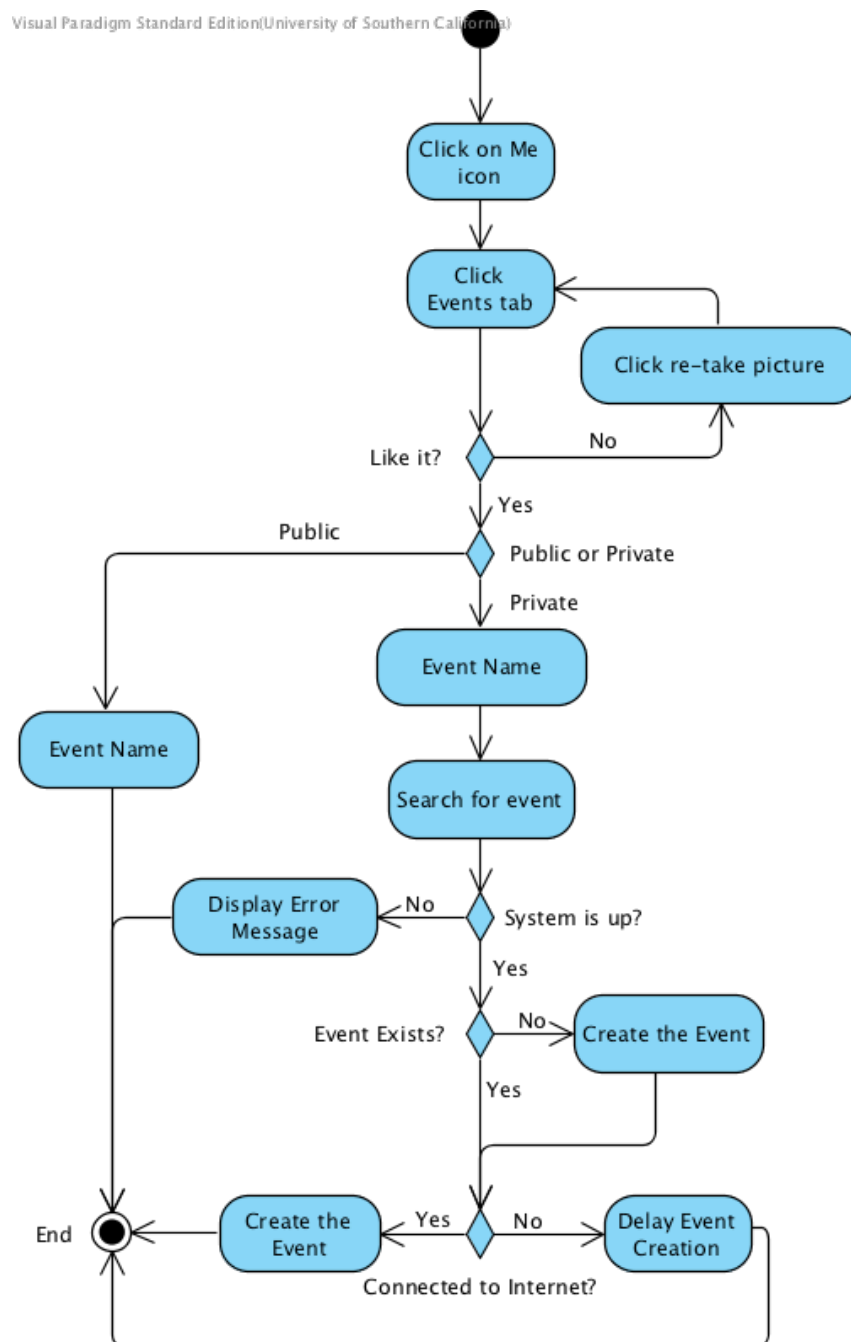 Visual Paradigm Standard Edition(University of Southern California)
Click on Me
icon
Click
Events tab
Click re-take picture
Like it?
No
Yes
Public
Public or Private
Private
Event Name
Event Name
Search for event
Display Error
Message
No
System is up?
Yes
Event Exists?
No
Create the Event
Yes
End
Create the
Event
Yes
No
Delay Event
Creation
Connected to Internet?